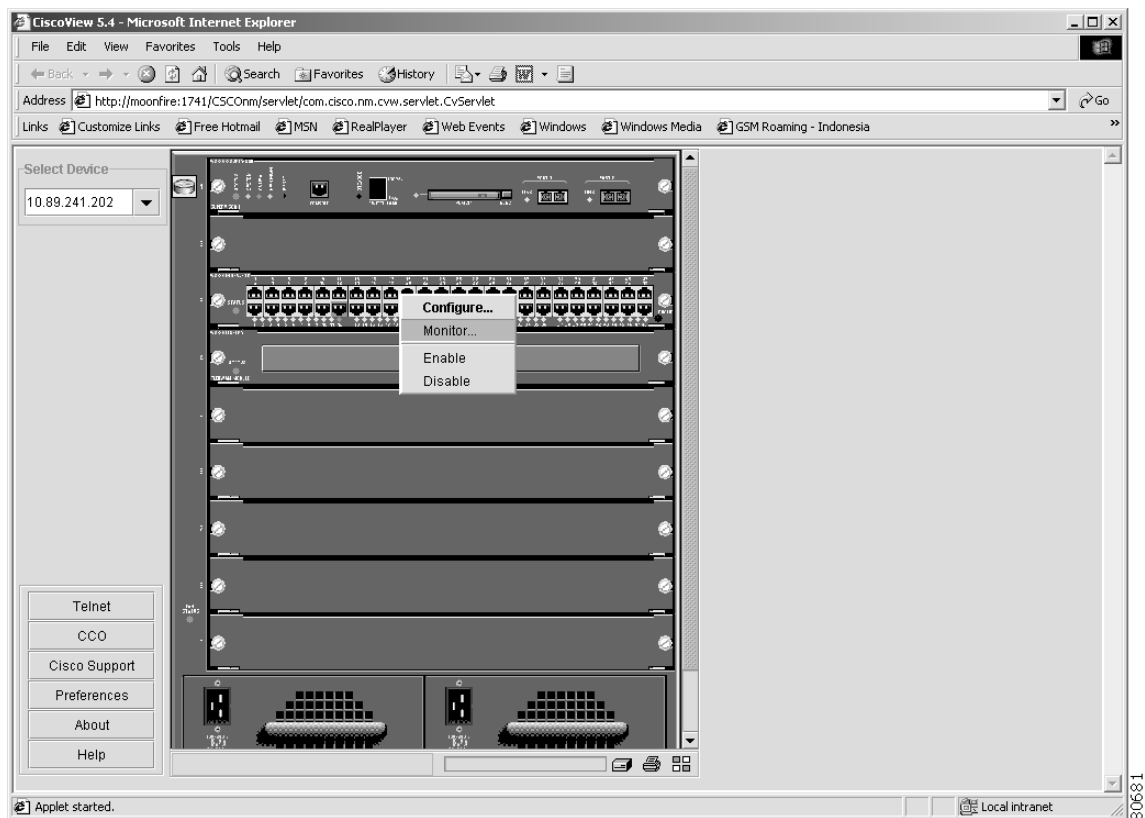 CiscoView 5.4 - Microsoft Internet Explorer
File Edit View Favorites Tools Help
Back Search Favorites History
Address http://moonfire:1741/CSCOnm/servlet/com.cisco.nm.cvw.servlet.CvServlet Go
Links Customize Links Free Hotmail MSN RealPlayer Web Events Windows Windows Media GSM Roaming - Indonesia »
Select Device
10.89.241.202
STATUS
Configure...
Monitor...
Enable
Disable
Telnet
CCO
Cisco Support
Preferences
About
Help
Applet started.
Local intranet
80681